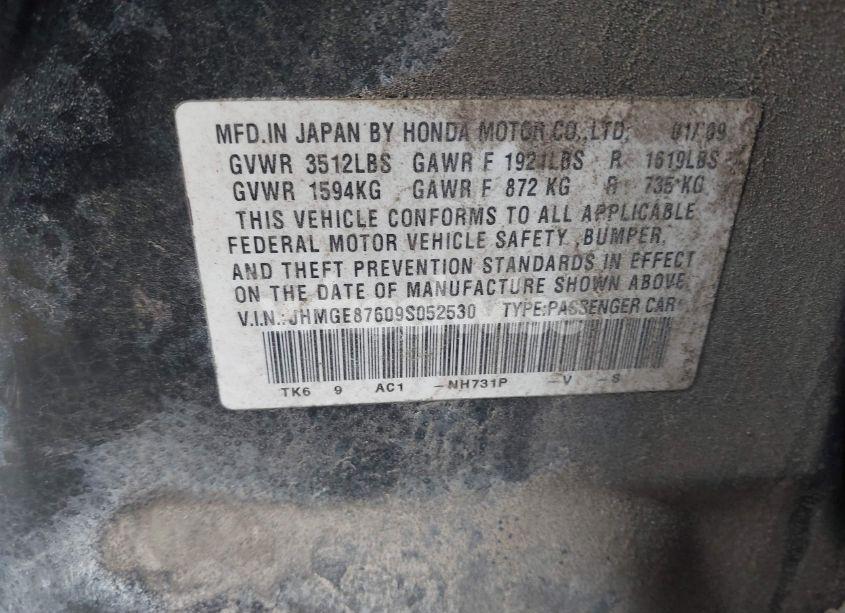 MFD.IN JAPAN BY HONDA MOTOR CO.,LTD. 01/09
GVWR 3512LBS GAWR F 1921LBS R 1619LBS
GVWR 1594KG GAWR F 872 KG R 735 KG
THIS VEHICLE CONFORMS TO ALL APPLICABLE
FEDERAL MOTOR VEHICLE SAFETY ,BUMPER,
AND THEFT PREVENTION STANDARDS IN EFFECT
ON THE DATE OF MANUFACTURE SHOWN ABOVE.
V.I.N.:JHMGE87609S052530 TYPE:PASSENGER CAR
TK6 9 AC1 -NH731P -V -S